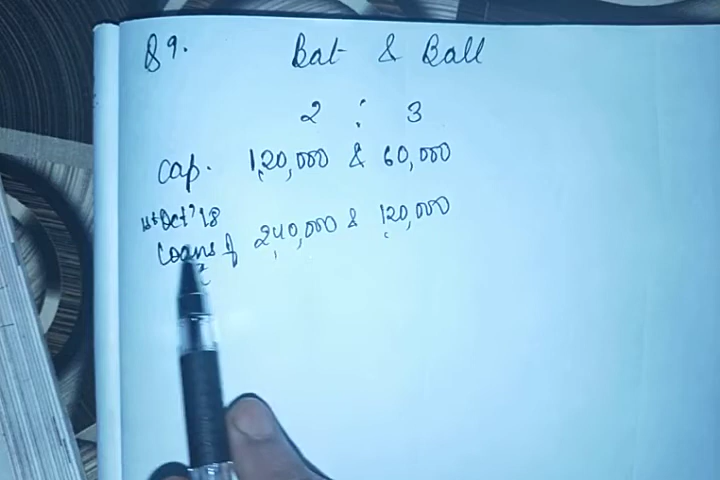 Q9. Bat & Ball
2 : 3
Cap. 1,20,000 & 60,000
1st Oct' 18
Loans of 240,000 & 120,000